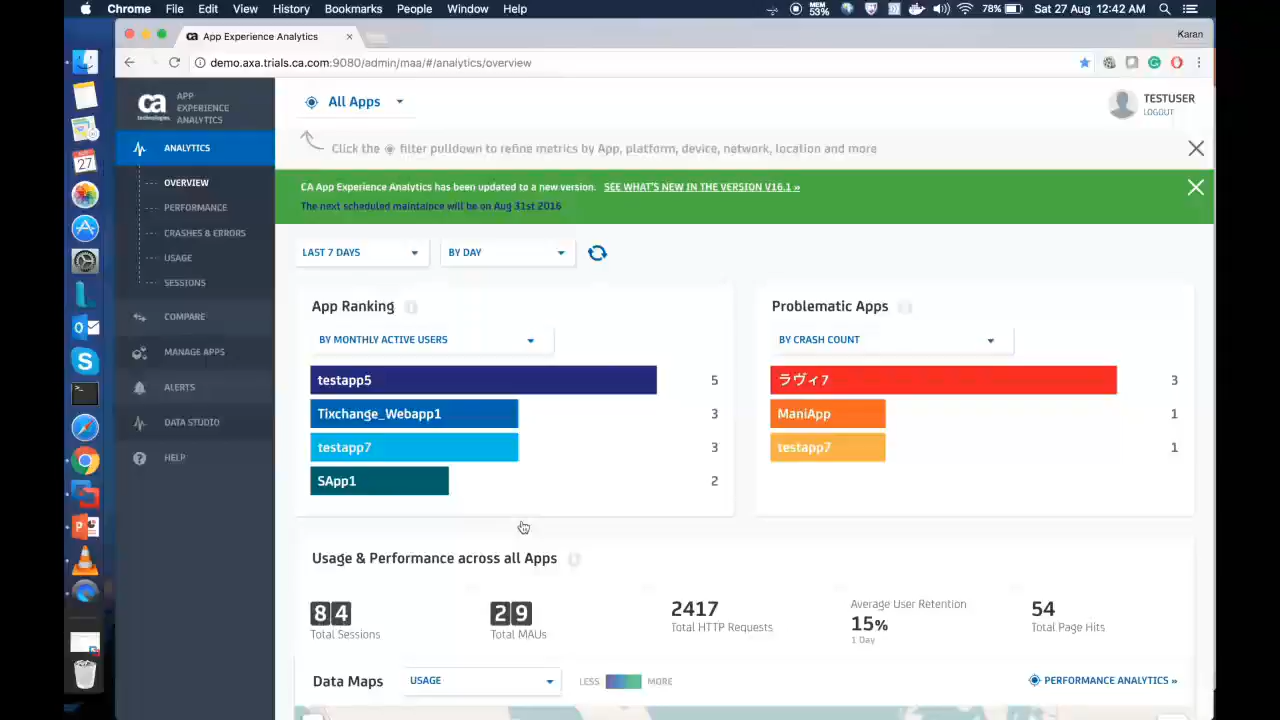 Chrome File Edit View History Bookmarks People Window Help MEM 53% 78% Sat 27 Aug 12:42 AM
App Experience Analytics Karan
demo.axa.trials.ca.com:9080/admin/maa/#/analytics/overview
ca technologies
APP EXPERIENCE ANALYTICS
ANALYTICS
OVERVIEW
PERFORMANCE
CRASHES & ERRORS
USAGE
SESSIONS
COMPARE
MANAGE APPS
ALERTS
DATA STUDIO
HELP
All Apps
TESTUSER
LOGOUT
Click the filter pulldown to refine metrics by App, platform, device, network, location and more
CA App Experience Analytics has been updated to a new version. SEE WHAT'S NEW IN THE VERSION V16.1 »
The next scheduled maintaince will be on Aug 31st 2016
LAST 7 DAYS BY DAY
App Ranking
BY MONTHLY ACTIVE USERS
testapp5 5
Tixchange_Webapp1 3
testapp7 3
SApp1 2
Problematic Apps
BY CRASH COUNT
ラヴィ7 3
ManiApp 1
testapp7 1
Usage & Performance across all Apps
84
Total Sessions
29
Total MAUs
2417
Total HTTP Requests
Average User Retention
15%
1 Day
54
Total Page Hits
Data Maps USAGE LESS MORE PERFORMANCE ANALYTICS »